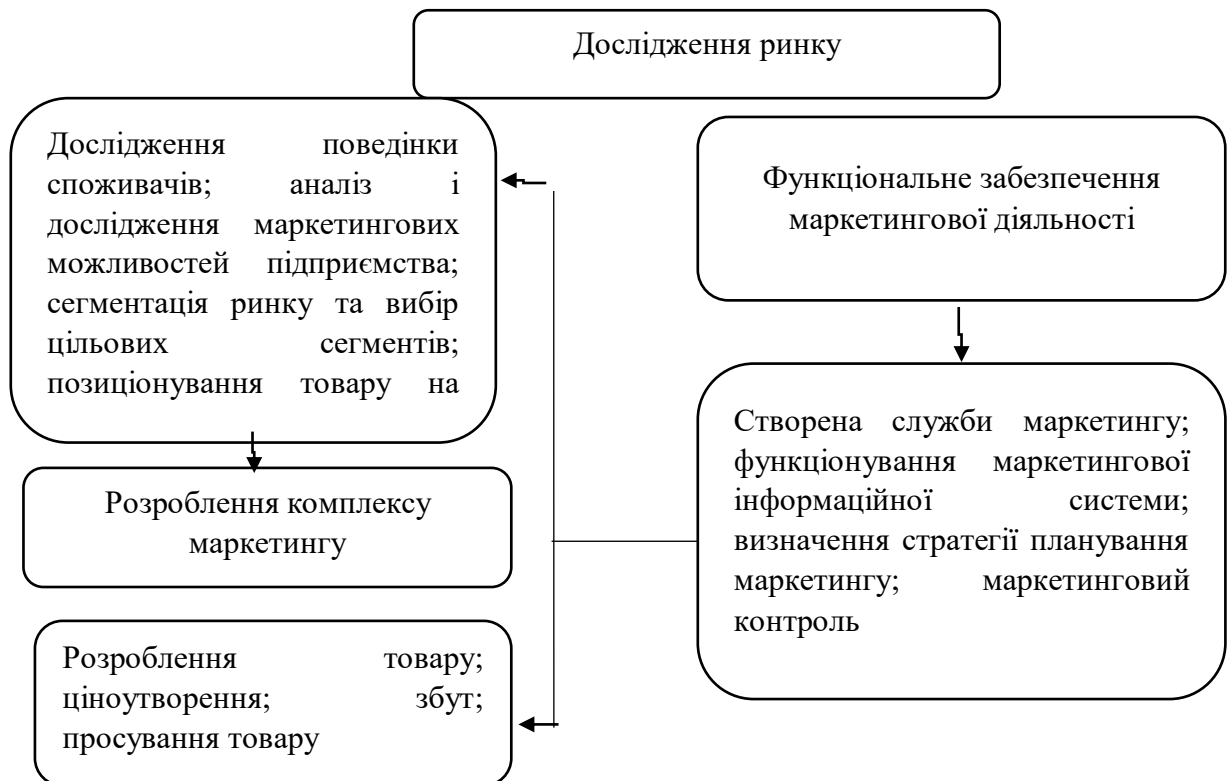 Дослідження ринку
Дослідження поведінки
споживачів; аналіз і
дослідження маркетингових
можливостей підприємства;
сегментація ринку та вибір
цільових сегментів;
позиціонування товару на
Функціональне забезпечення
маркетингової діяльності
Розроблення комплексу
маркетингу
Створена служби маркетингу;
функціонування маркетингової
інформаційної системи;
визначення стратегії планування
маркетингу; маркетинговий
контроль
Розроблення товару;
ціноутворення; збут;
просування товару